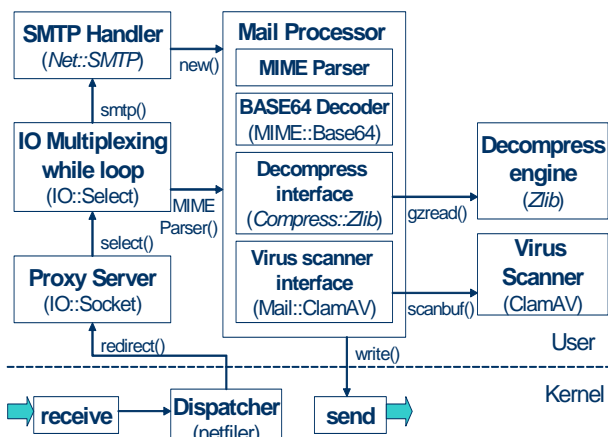 SMTP Handler
(Net::SMTP)
new()
smtp()
IO Multiplexing
while loop
(IO::Select)
MIME
Parser()
select()
Proxy Server
(IO::Socket)
redirect()
Mail Processor
MIME Parser
BASE64 Decoder
(MIME::Base64)
Decompress
interface
(Compress::Zlib)
Virus scanner
interface
(Mail::ClamAV)
gzread()
scanbuf()
Decompress
engine
(Zlib)
Virus
Scanner
(ClamAV)
write()
User
Kernel
receive
Dispatcher
(netfiler)
send